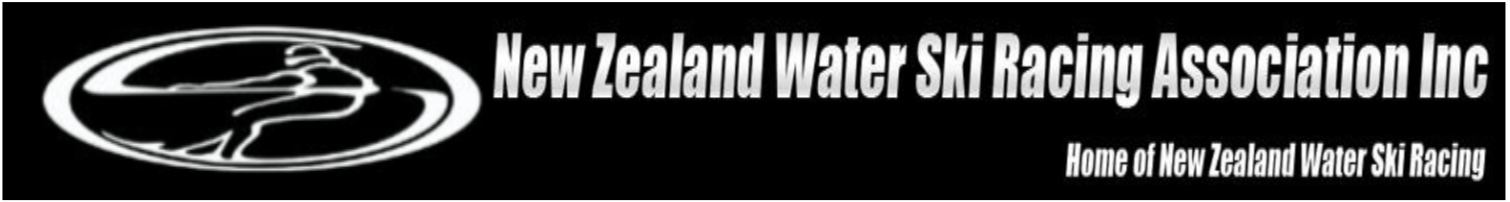 New Zealand Water Ski Racing Association Inc
Home of New Zealand Water Ski Racing